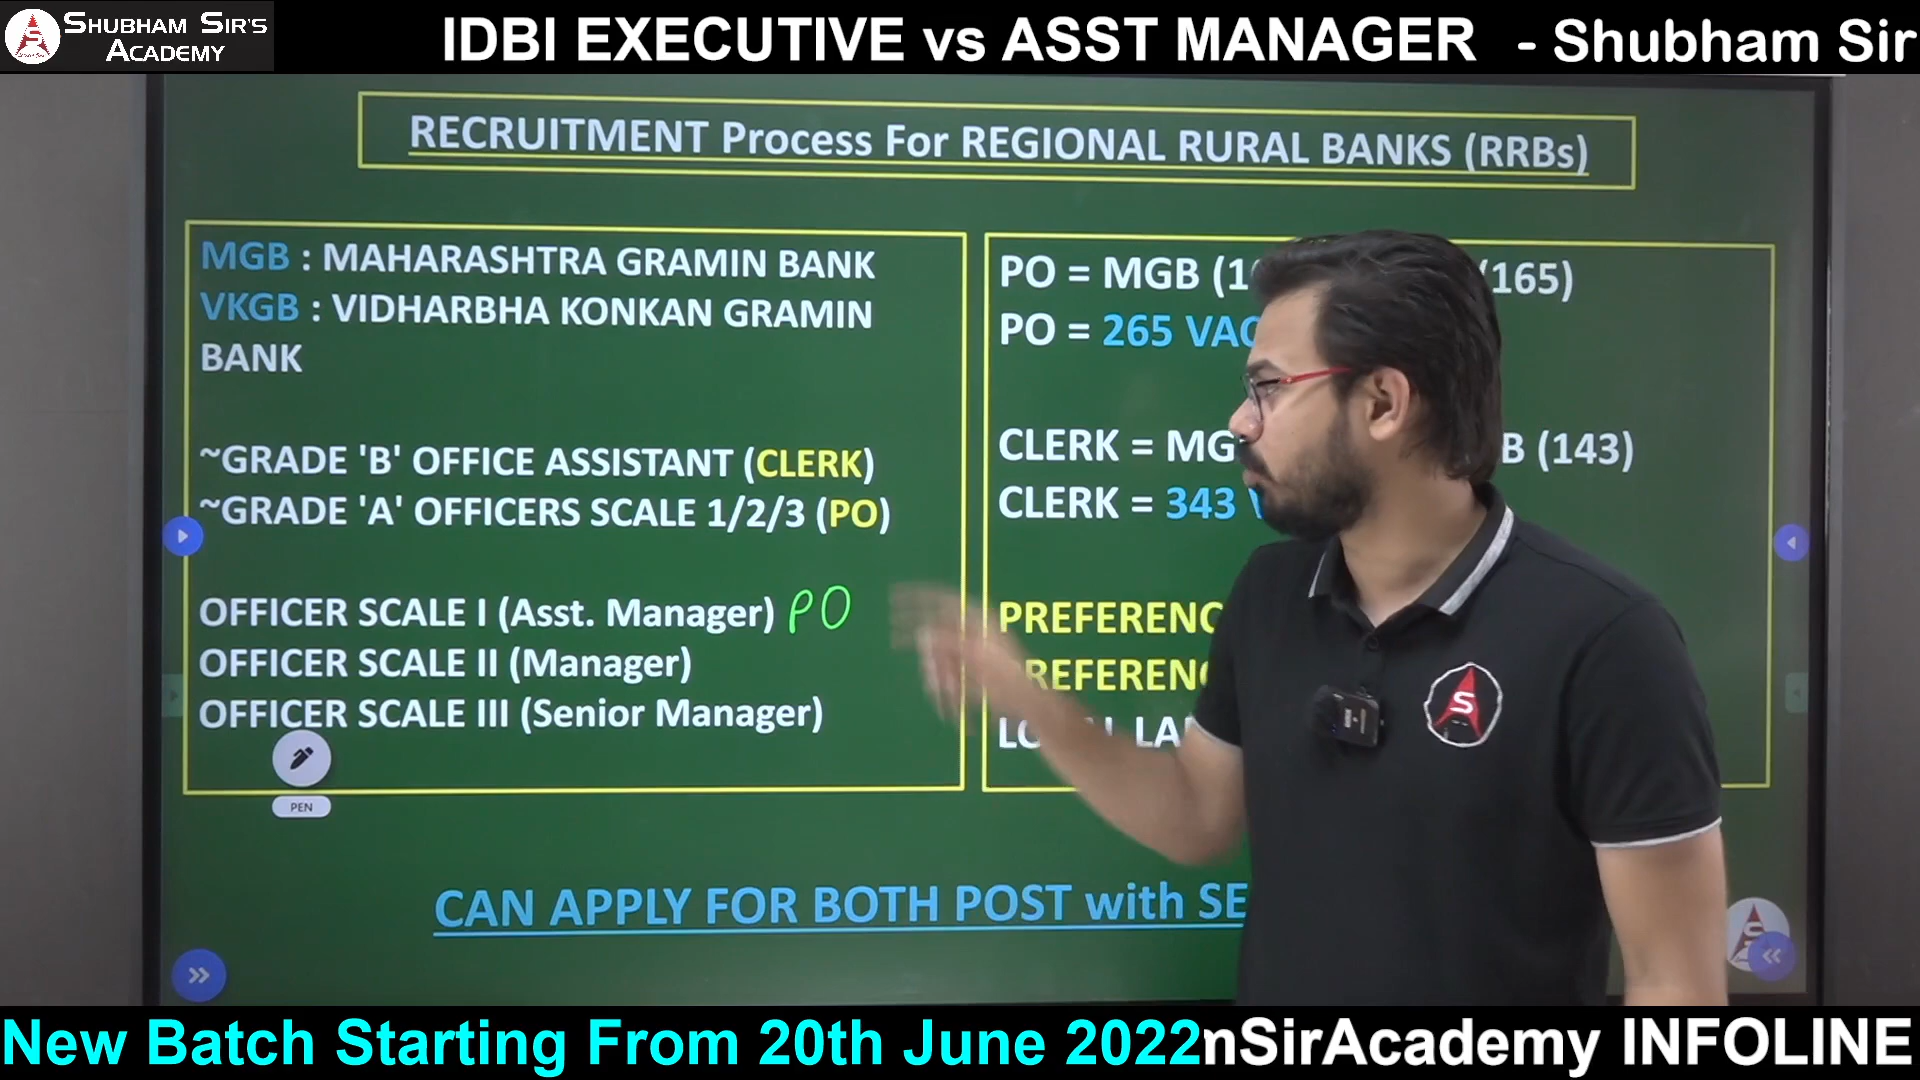 SHUBHAM SIR'S
ACADEMY
IDBI EXECUTIVE vs ASST MANAGER - Shubham Sir
RECRUITMENT Process For REGIONAL RURAL BANKS (RRBs)
MGB : MAHARASHTRA GRAMIN BANK
VKGB : VIDHARBHA KONKAN GRAMIN
BANK
~GRADE 'B' OFFICE ASSISTANT (CLERK)
~GRADE 'A' OFFICERS SCALE 1/2/3 (PO)
OFFICER SCALE I (Asst. Manager) PO
OFFICER SCALE II (Manager)
OFFICER SCALE III (Senior Manager)
PEN
PO = MGB (165)
PO = 265
CLERK = B (143)
CLERK = 343
CAN APPLY FOR BOTH POST with
S
New Batch Starting From 20th June 2022nSirAcademy INFOLINE